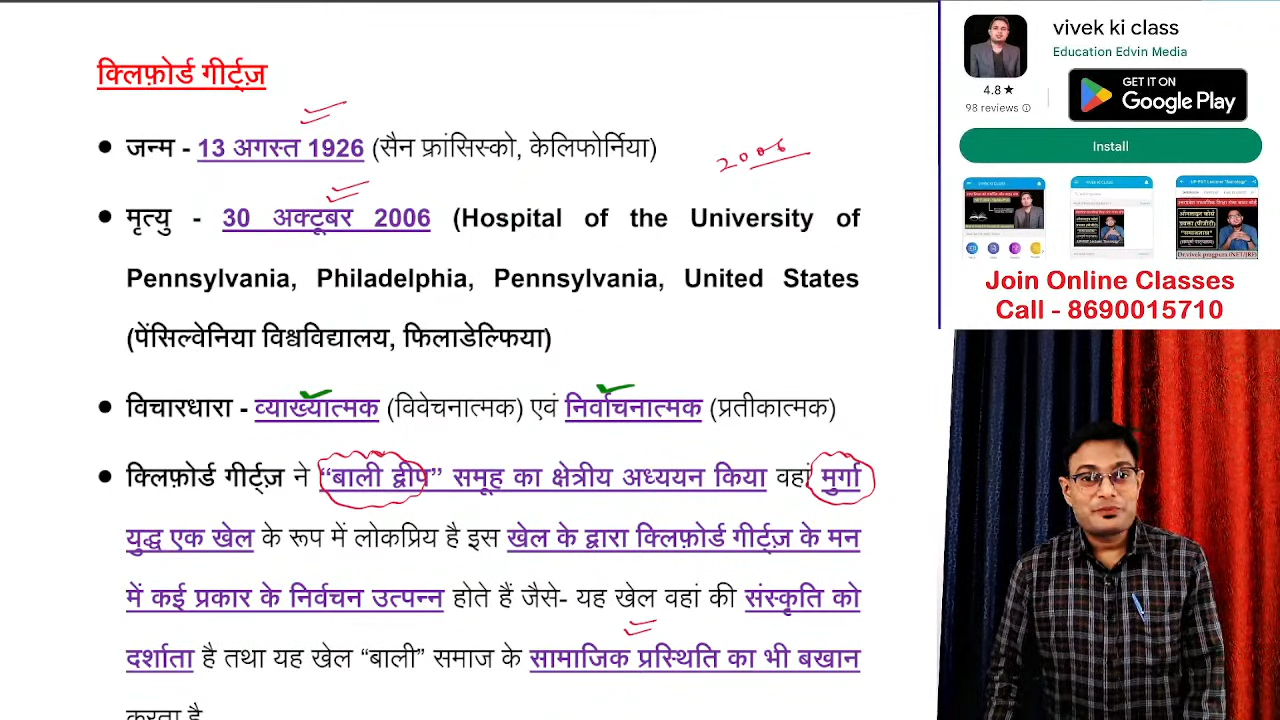 क्लिफ़ोर्ड गीर्ट्ज़
जन्म - 13 अगस्त 1926 (सैन फ्रांसिस्को, केलिफोर्निया)
2006
मृत्यु - 30 अक्टूबर 2006 (Hospital of the University of
Pennsylvania, Philadelphia, Pennsylvania, United States
(पेंसिल्वेनिया विश्वविद्यालय, फिलाडेल्फिया)
विचारधारा - व्याख्यात्मक (विवेचनात्मक) एवं निर्वाचनात्मक (प्रतीकात्मक)
क्लिफ़ोर्ड गीर्ट्ज़ ने “बाली द्वीप” समूह का क्षेत्रीय अध्ययन किया वहां मुर्गा
युद्ध एक खेल के रूप में लोकप्रिय है इस खेल के द्वारा क्लिफ़ोर्ड गीर्ट्ज़ के मन
में कई प्रकार के निर्वचन उत्पन्न होते हैं जैसे- यह खेल वहां की संस्कृति को
दर्शाता है तथा यह खेल “बाली” समाज के सामाजिक प्रस्थिति का भी बखान
करता है
vivek ki class
Education Edvin Media
4.8★
98 reviews
GET IT ON
Google Play
Install
Join Online Classes
Call - 8690015710